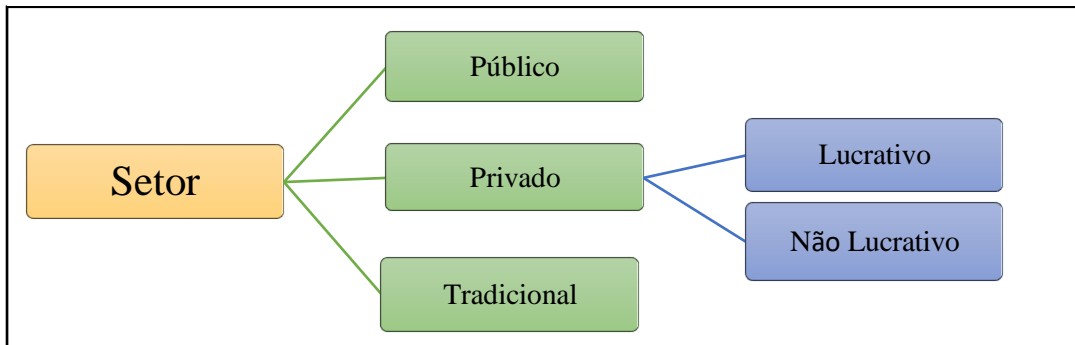 Setor
Público
Privado
Tradicional
Lucrativo
Não Lucrativo